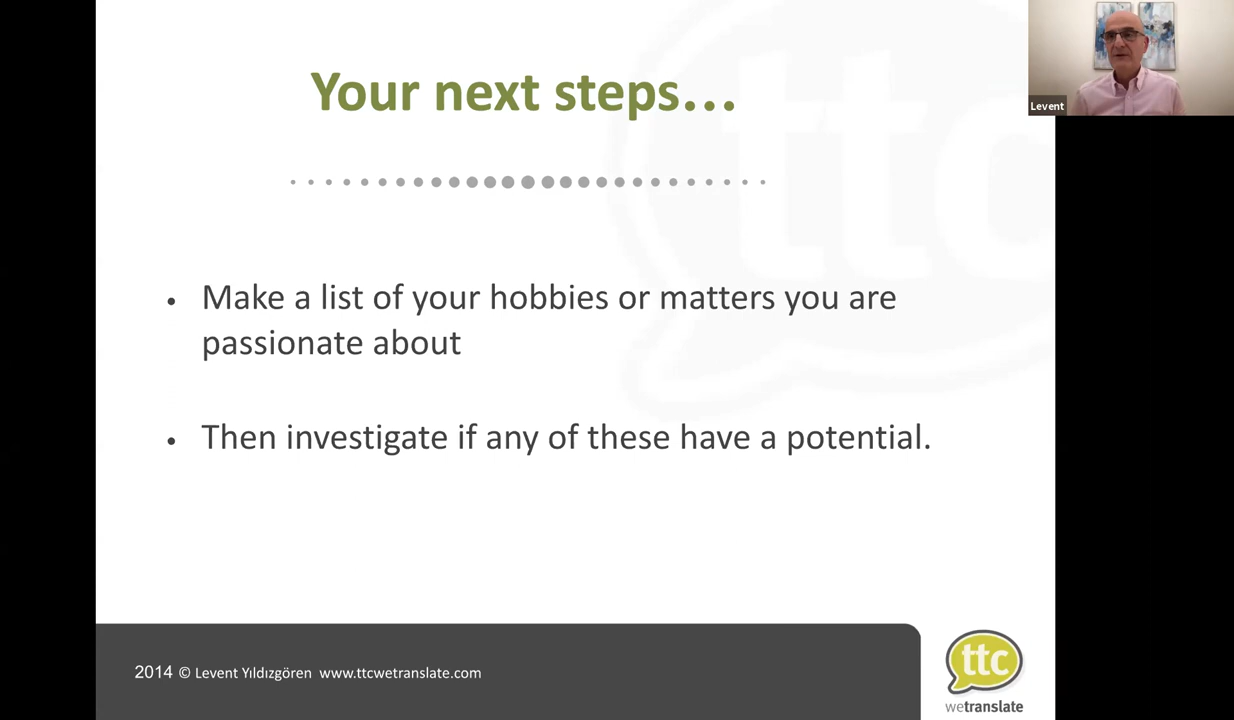 Your next steps...
Levent
• Make a list of your hobbies or matters you are
passionate about
• Then investigate if any of these have a potential.
2014 © Levent Yıldızgören www.ttcwetranslate.com
ttc
wetranslate